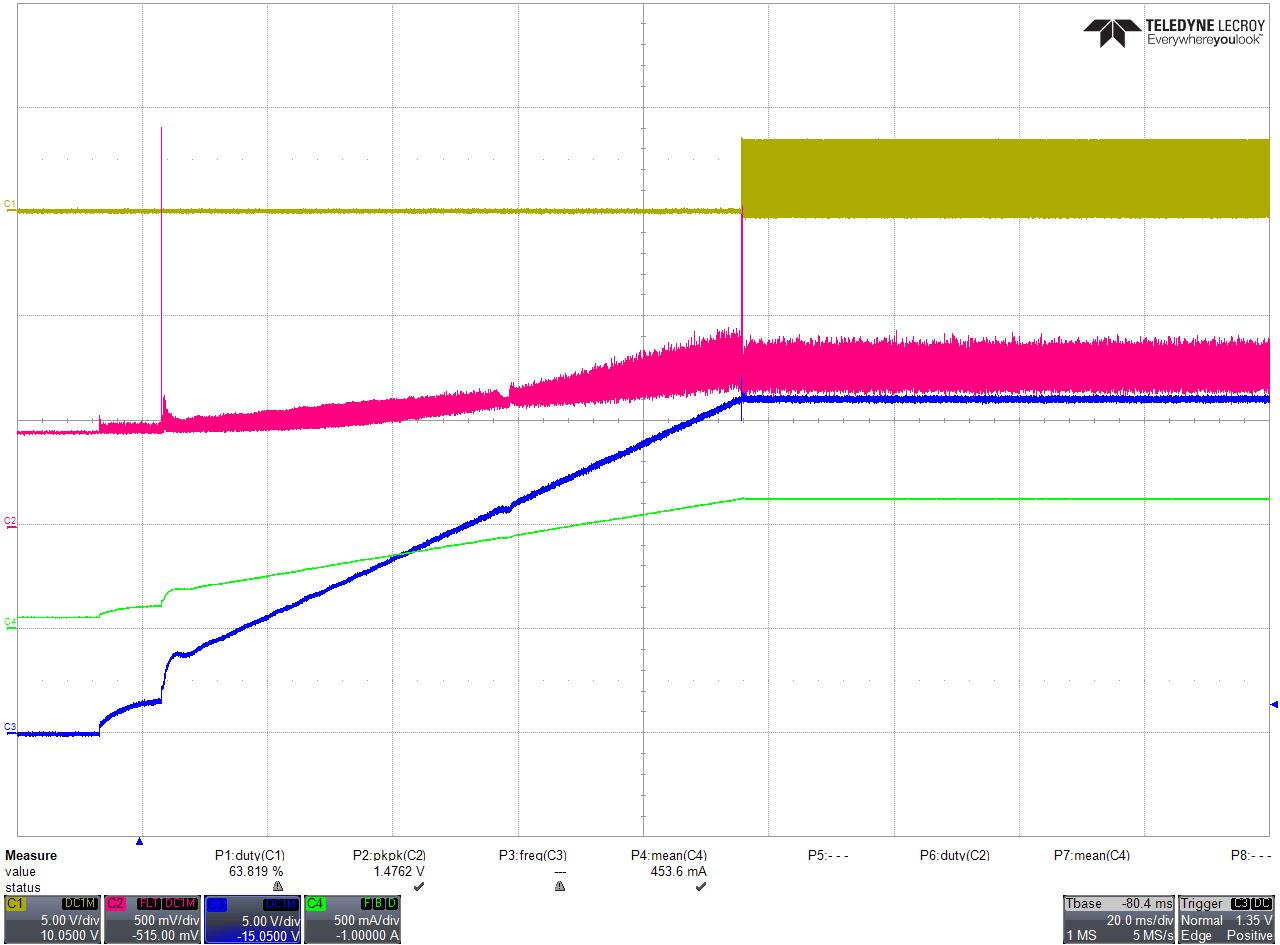 TELEDYNE LECROY
Everywhereyoulook™
C1
C2
C4
C3
Measure P1:duty(C1) P2:pkpk(C2) P3:freq(C3) P4:mean(C4) P5:- - - P6:duty(C2) P7:mean(C4) P8:- - -
value 63.819 % 1.4762 V --- 453.6 mA
status
C1 DC1M C2 FLT DC1M C3 DC1M C4 F B D Tbase -80.4 ms Trigger C3 DC
5.00 V/div 500 mV/div 5.00 V/div 500 mA/div 20.0 ms/div Normal 1.35 V
10.0500 V -515.00 mV -15.0500 V -1.00000 A 1 MS 5 MS/s Edge Positive